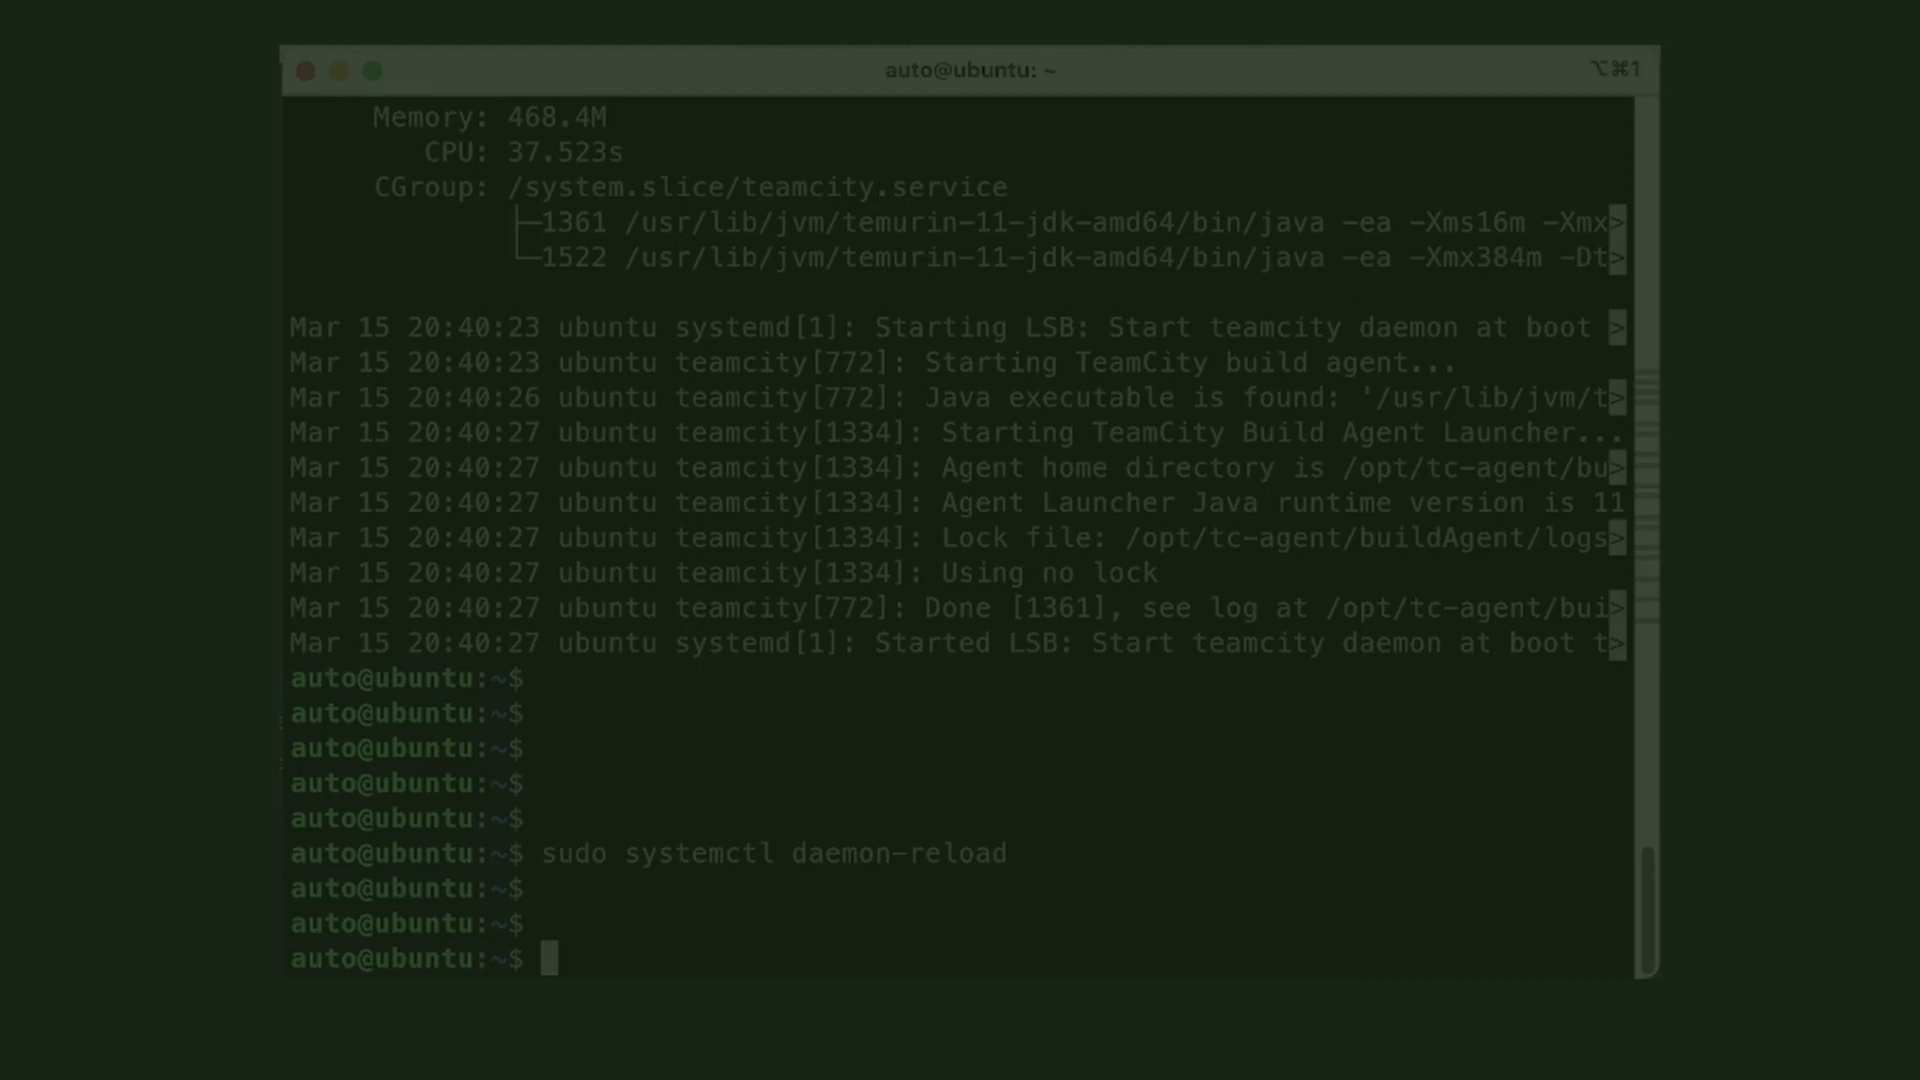 auto@ubuntu: ~
⌥⌘1
Memory: 468.4M
CPU: 37.523s
CGroup: /system.slice/teamcity.service
├─1361 /usr/lib/jvm/temurin-11-jdk-amd64/bin/java -ea -Xms16m -Xmx>
└─1522 /usr/lib/jvm/temurin-11-jdk-amd64/bin/java -ea -Xmx384m -Dt>
Mar 15 20:40:23 ubuntu systemd[1]: Starting LSB: Start teamcity daemon at boot >
Mar 15 20:40:23 ubuntu teamcity[772]: Starting TeamCity build agent...
Mar 15 20:40:26 ubuntu teamcity[772]: Java executable is found: '/usr/lib/jvm/t>
Mar 15 20:40:27 ubuntu teamcity[1334]: Starting TeamCity Build Agent Launcher...
Mar 15 20:40:27 ubuntu teamcity[1334]: Agent home directory is /opt/tc-agent/bu>
Mar 15 20:40:27 ubuntu teamcity[1334]: Agent Launcher Java runtime version is 11
Mar 15 20:40:27 ubuntu teamcity[1334]: Lock file: /opt/tc-agent/buildAgent/logs>
Mar 15 20:40:27 ubuntu teamcity[1334]: Using no lock
Mar 15 20:40:27 ubuntu teamcity[772]: Done [1361], see log at /opt/tc-agent/bui>
Mar 15 20:40:27 ubuntu systemd[1]: Started LSB: Start teamcity daemon at boot t>
auto@ubuntu:~$
auto@ubuntu:~$
auto@ubuntu:~$
auto@ubuntu:~$
auto@ubuntu:~$
auto@ubuntu:~$ sudo systemctl daemon-reload
auto@ubuntu:~$
auto@ubuntu:~$
auto@ubuntu:~$